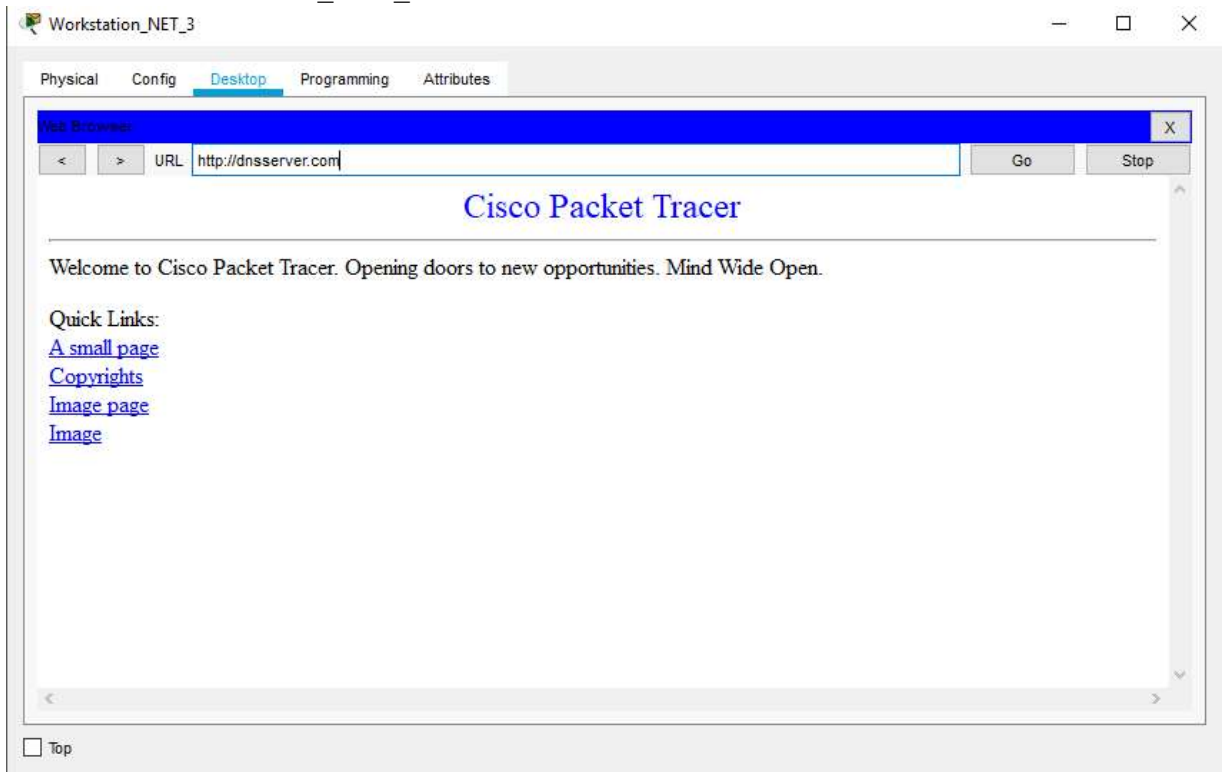 Workstation_NET_3
Physical Config Desktop Programming Attributes
Web Browser
X
< > URL http://dnsserver.com Go Stop
Cisco Packet Tracer
Welcome to Cisco Packet Tracer. Opening doors to new opportunities. Mind Wide Open.
Quick Links:
A small page
Copyrights
Image page
Image
Top